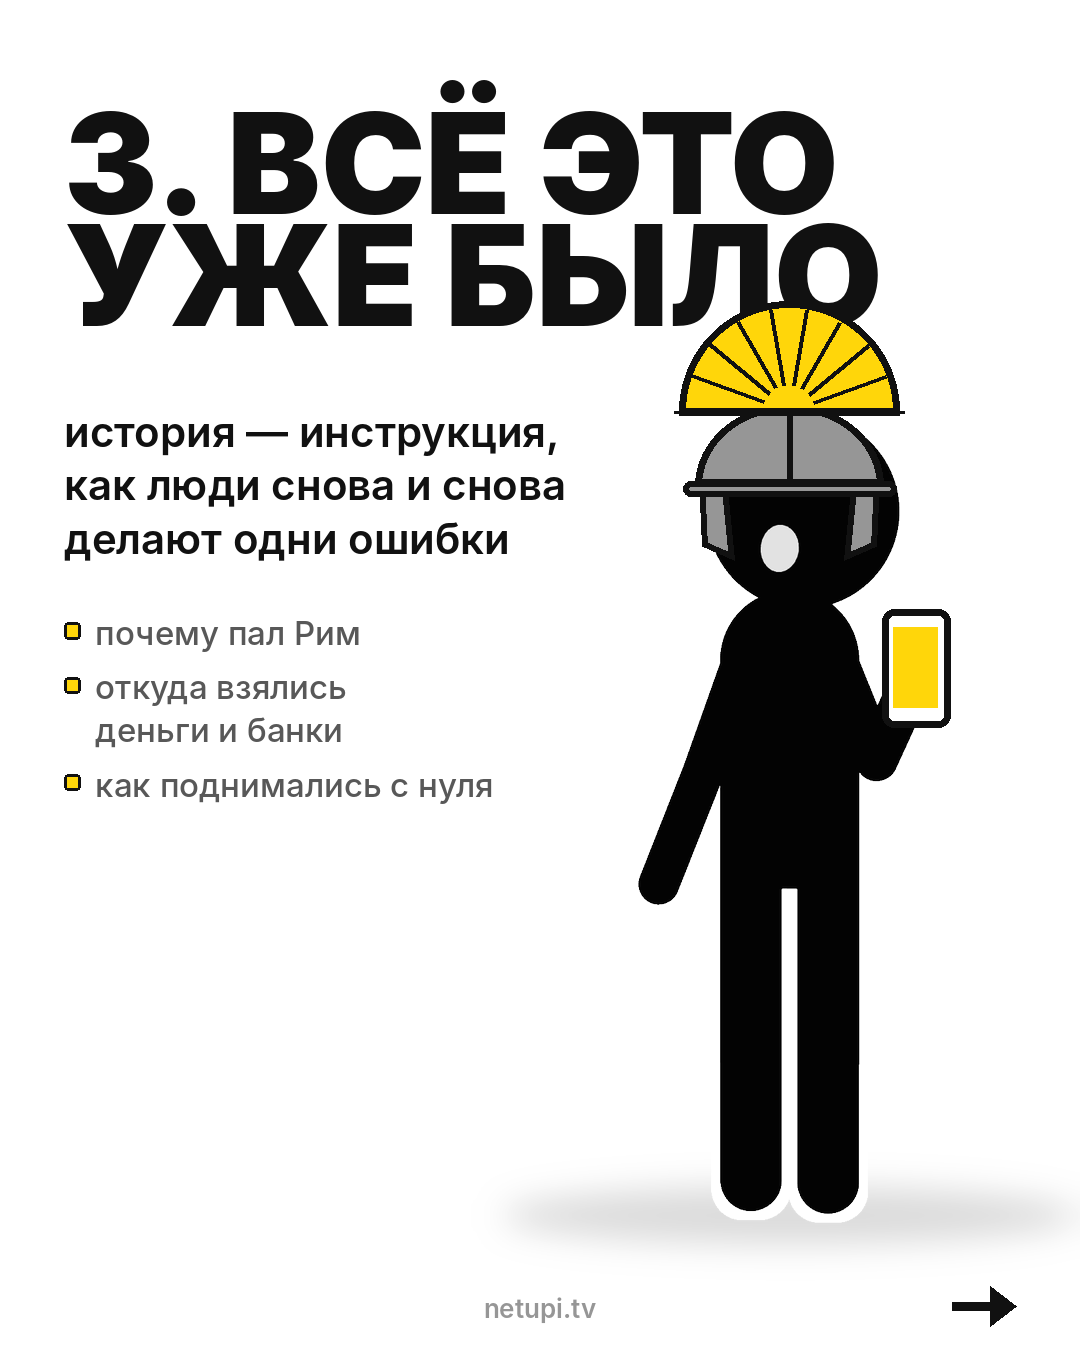 3. ВСЁ ЭТО
УЖЕ БЫЛО
история — инструкция,
как люди снова и снова
делают одни ошибки
почему пал Рим
откуда взялись
деньги и банки
как поднимались с нуля
netupi.tv